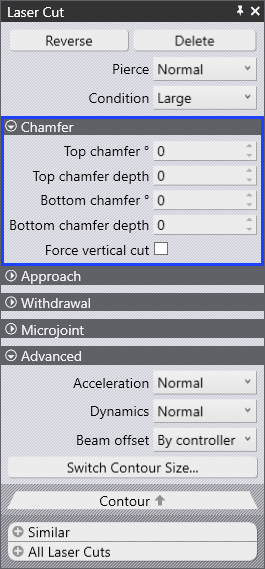 Laser Cut
Reverse Delete
Pierce Normal
Condition Large
Chamfer
Top chamfer ° 0
Top chamfer depth 0
Bottom chamfer ° 0
Bottom chamfer depth 0
Force vertical cut
Approach
Withdrawal
Microjoint
Advanced
Acceleration Normal
Dynamics Normal
Beam offset By controller
Switch Contour Size...
Contour
Similar
All Laser Cuts